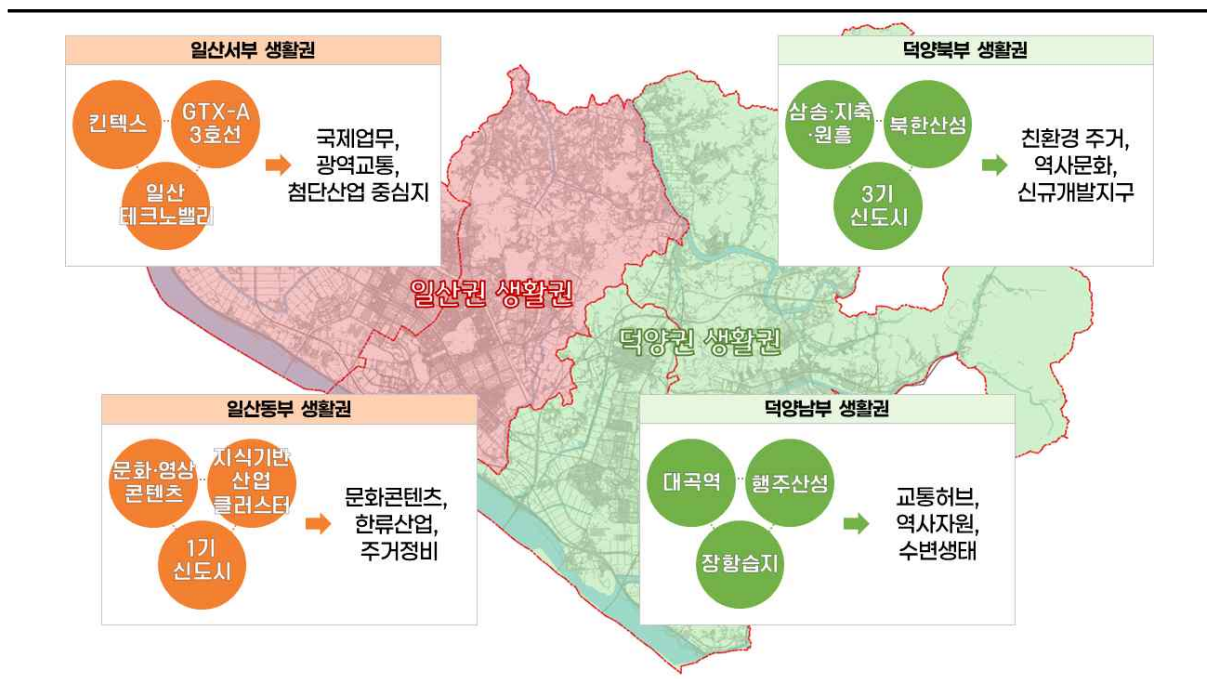 일산서부 생활권
킨텍스
GTX-A
3호선
일산
테크노밸리
국제업무,
광역교통,
첨단산업 중심지
덕양북부 생활권
삼송·지축
·원흥
북한산성
3기
신도시
친환경 주거,
역사문화,
신규개발지구
일산권 생활권
덕양권 생활권
일산동부 생활권
문화·영상
콘텐츠
지식기반
산업
클러스터
1기
신도시
문화콘텐츠,
한류산업,
주거정비
덕양남부 생활권
대곡역
행주산성
장항습지
교통허브,
역사자원,
수변생태